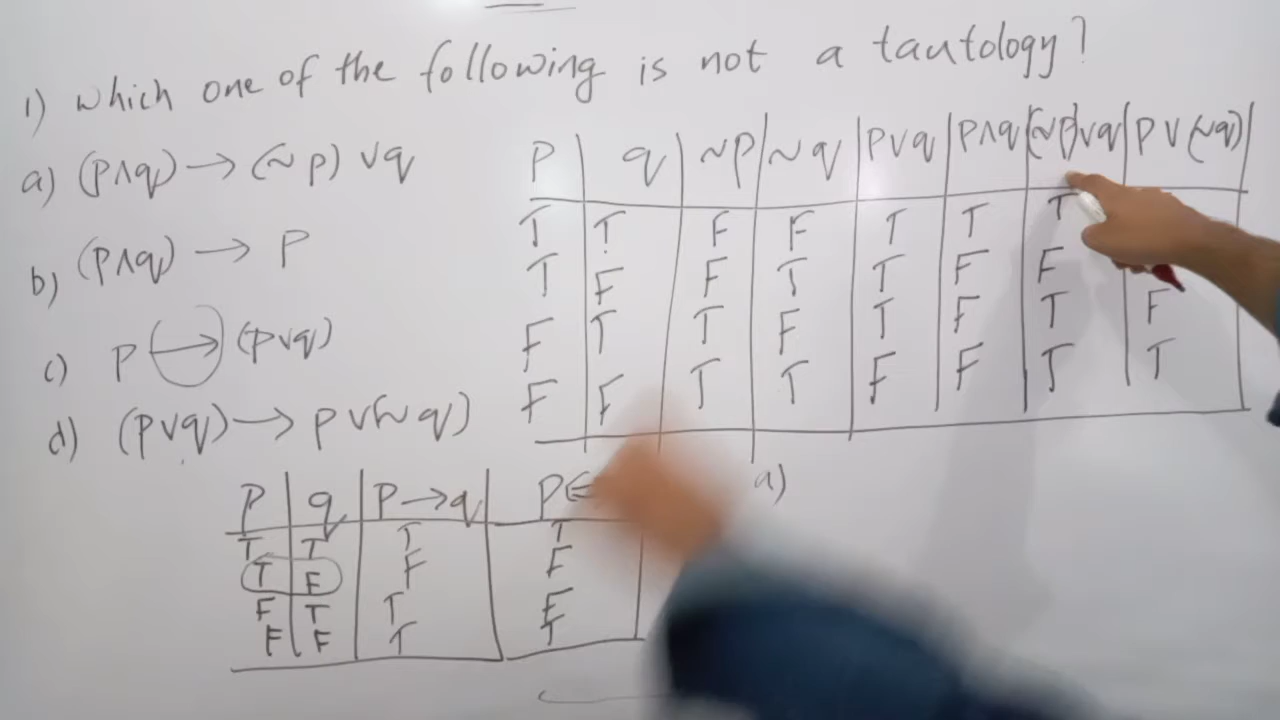 1) which one of the following is not a tautology?
a) (p∧q) → (~p) ∨q
b) (p∧q) → p
c) p → (p∨q)
d) (p∨q) → p∨(~q)
p q ~p ~q p∨q p∧q (~p)∨q p∨(~q)
T T F F T T T
T F F T T F F
F T T F T F T F
F F T T F F T T
a)
p q p→q p
T T T T
T F F F
F T T F
F F T T